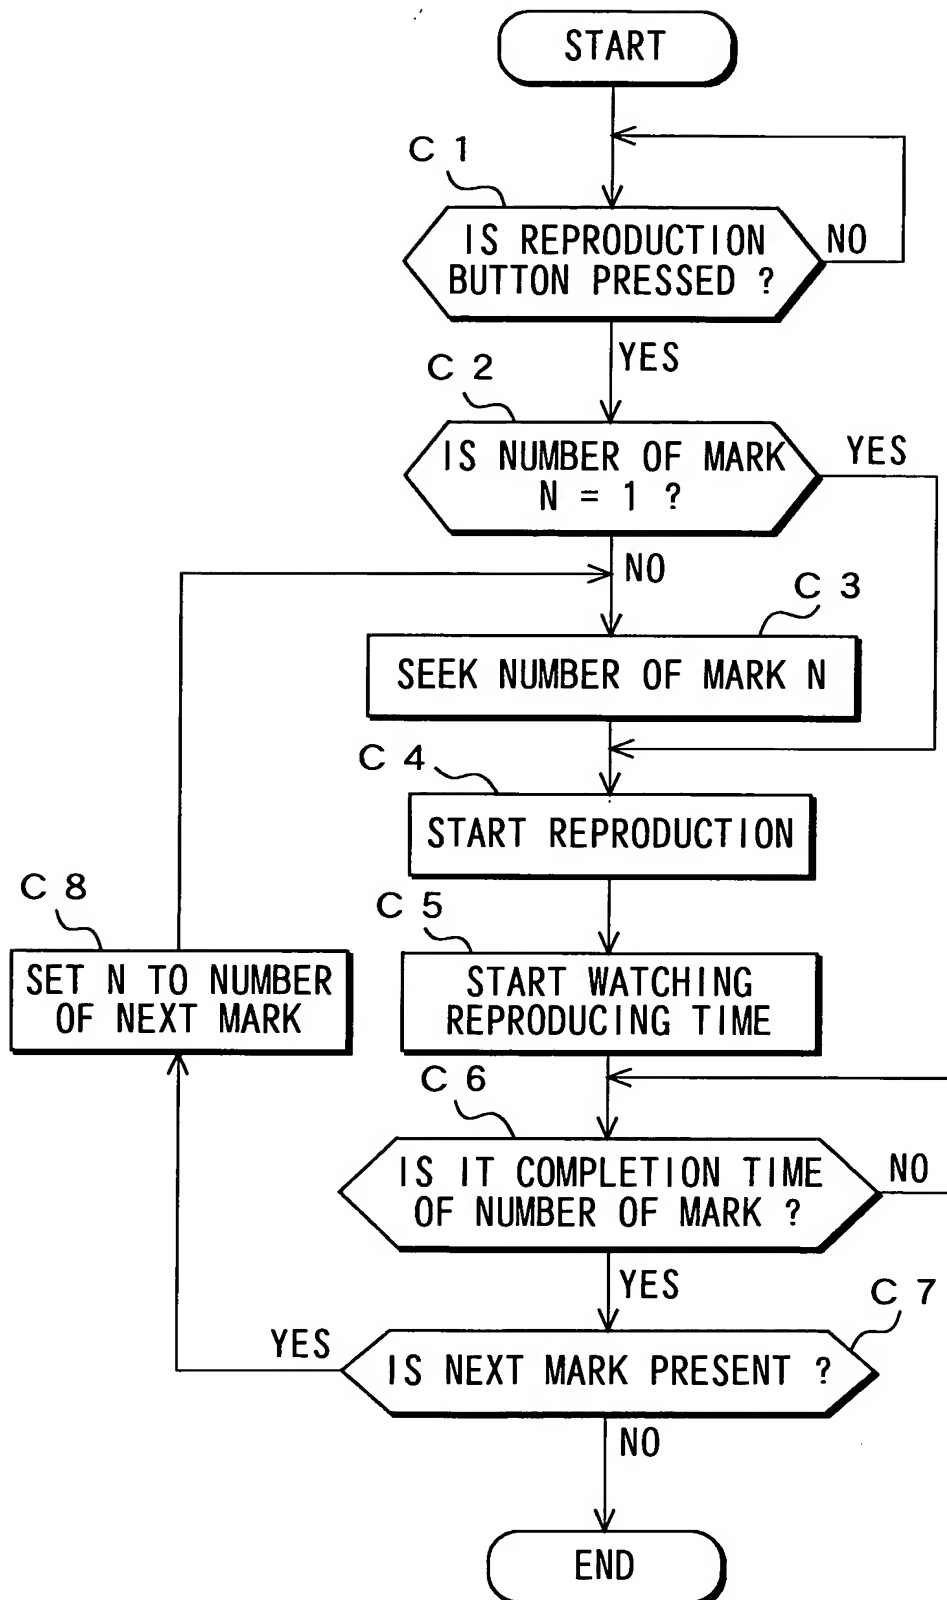 START
C 1
IS REPRODUCTION
BUTTON PRESSED ?
NO
YES
C 2
IS NUMBER OF MARK
N = 1 ?
YES
NO
C 3
SEEK NUMBER OF MARK N
C 4
START REPRODUCTION
C 8
SET N TO NUMBER
OF NEXT MARK
C 5
START WATCHING
REPRODUCING TIME
C 6
IS IT COMPLETION TIME
OF NUMBER OF MARK ?
NO
YES
C 7
YES
IS NEXT MARK PRESENT ?
NO
END